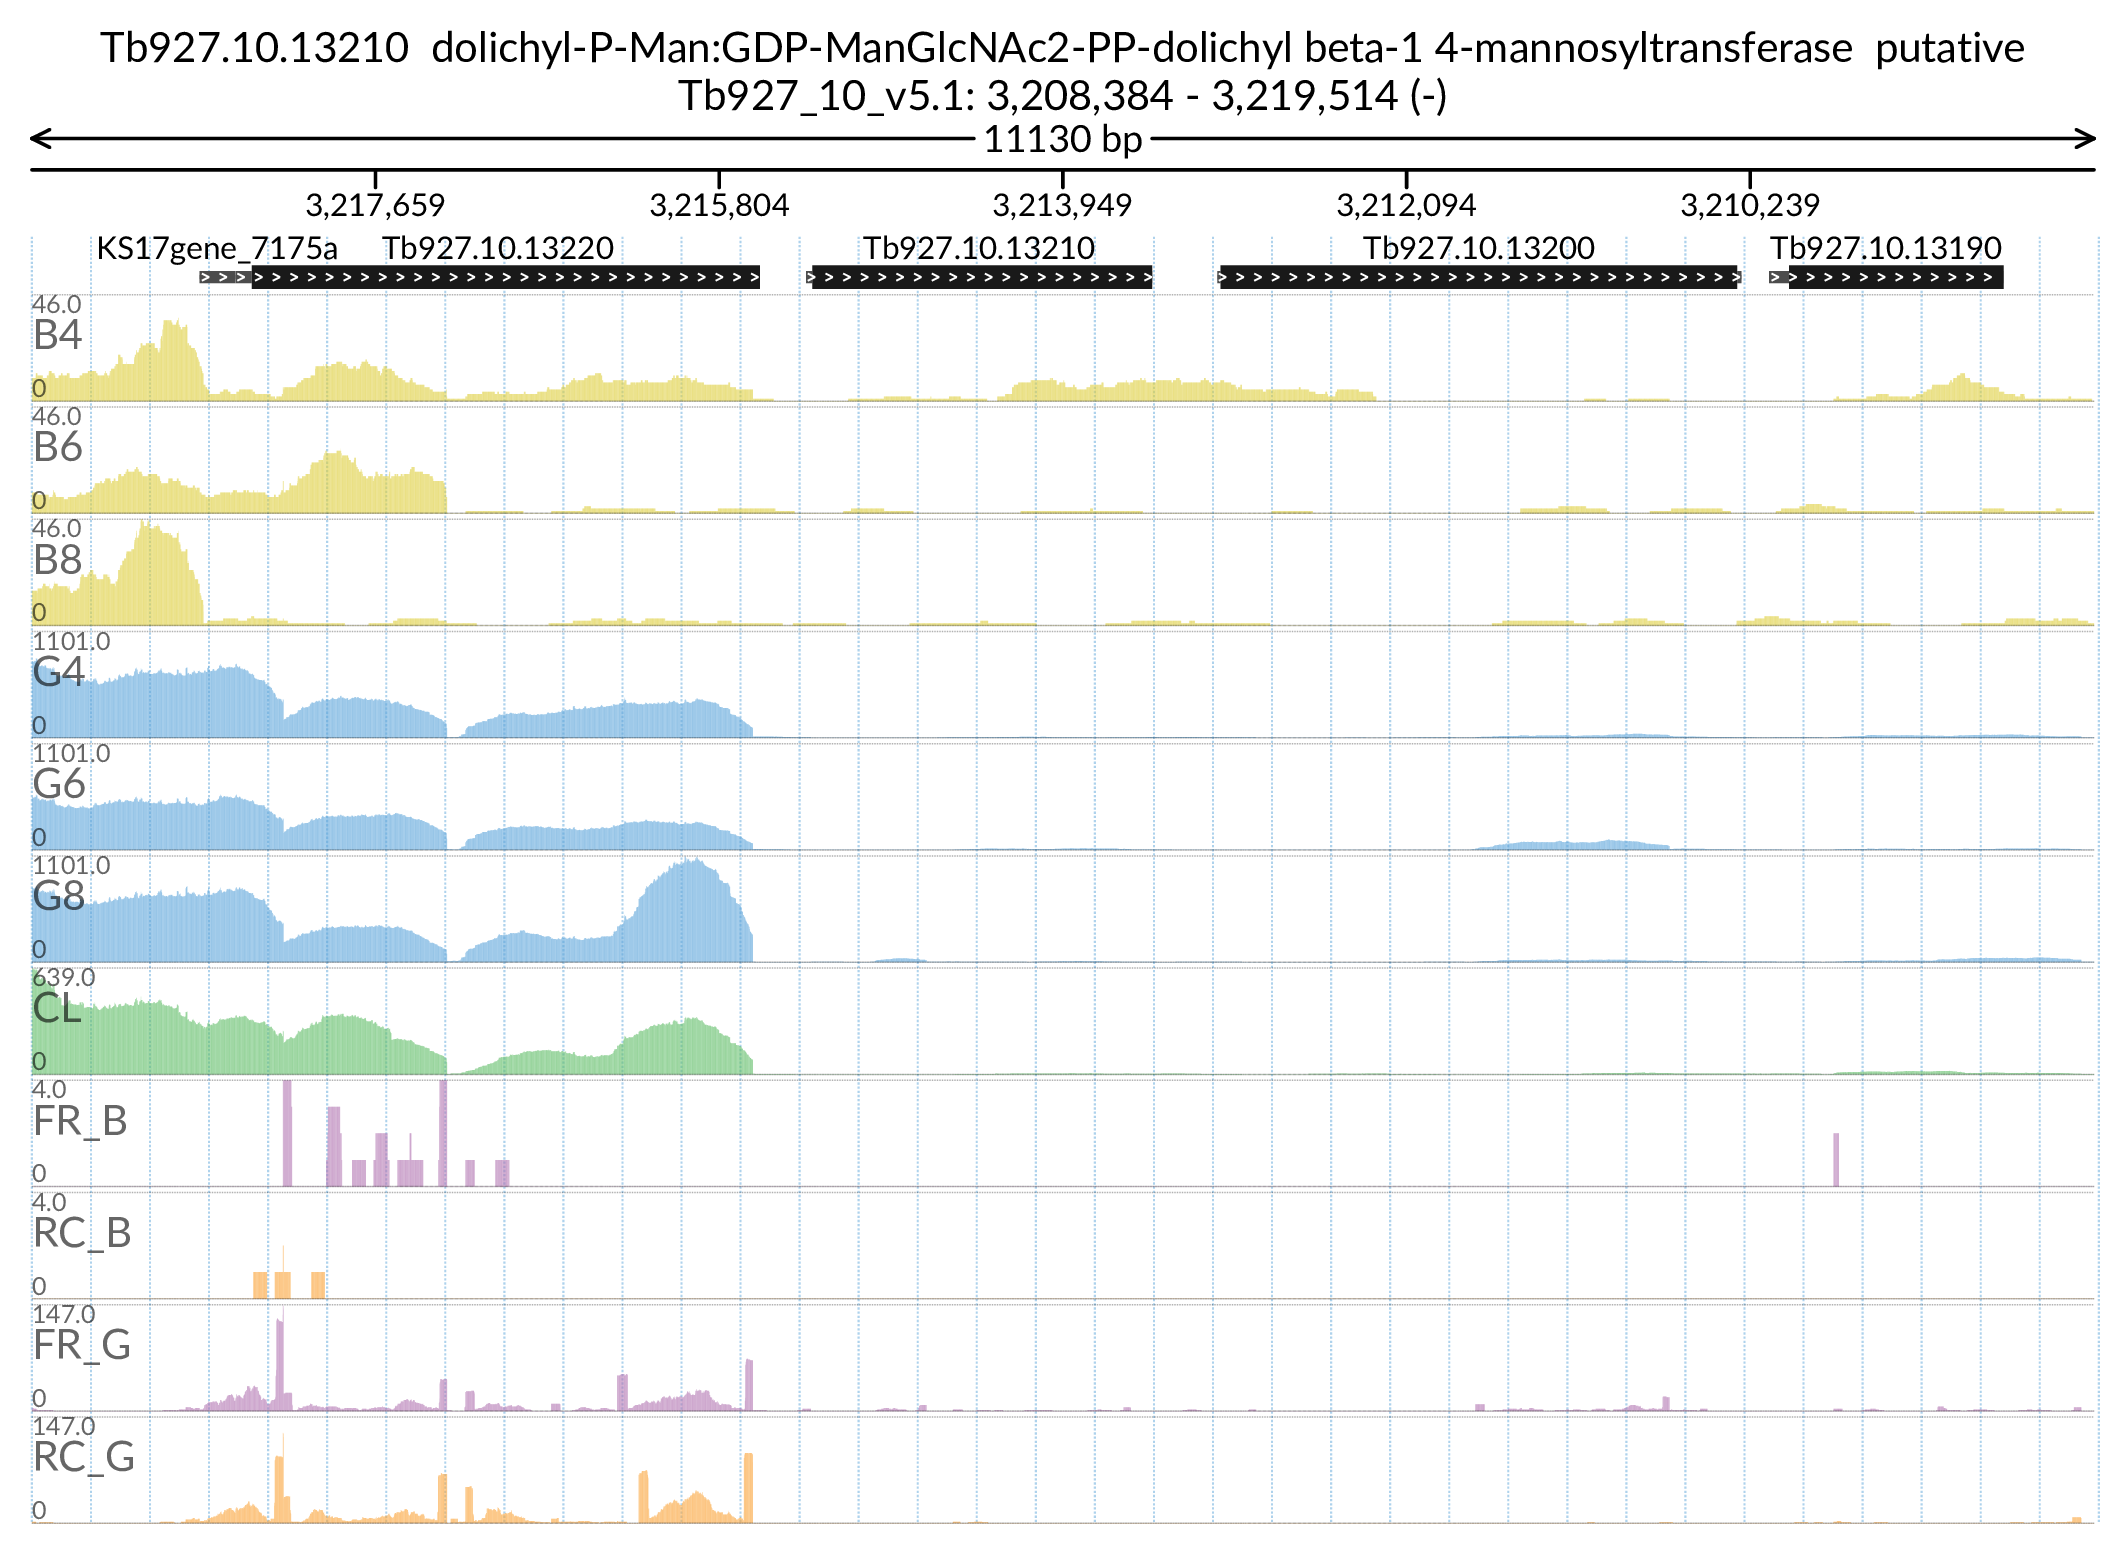 Tb927.10.13210  dolichyl-P-Man:GDP-ManGlcNAc2-PP-dolichyl beta-1 4-mannosyltransferase  putative
Tb927_10_v5.1: 3,208,384 - 3,219,514 (-)
11130 bp
3,217,659 3,215,804 3,213,949 3,212,094 3,210,239
KS17gene_7175a Tb927.10.13220 Tb927.10.13210 Tb927.10.13200 Tb927.10.13190
46.0
B4
0
46.0
B6
0
46.0
B8
0
1101.0
G4
0
1101.0
G6
0
1101.0
G8
0
639.0
CL
0
4.0
FR_B
0
4.0
RC_B
0
147.0
FR_G
0
147.0
RC_G
0